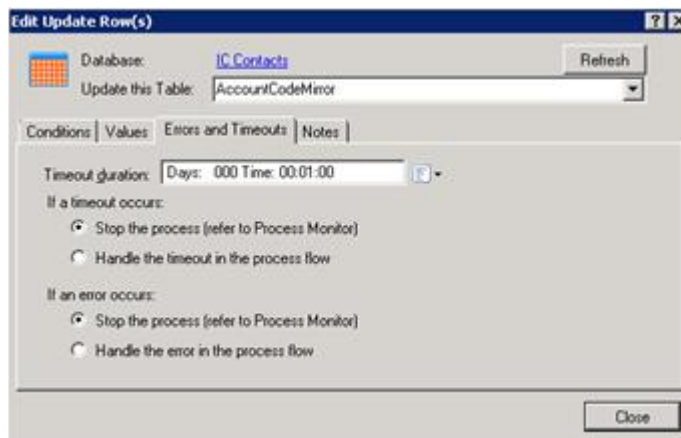 Edit Update Row(s)
Database: IC Contacts Refresh
Update this Table: AccountCodeMirror
Conditions Values Errors and Timeouts Notes
Timeout duration: Days: 000 Time: 00:01:00
If a timeout occurs:
Stop the process (refer to Process Monitor)
Handle the timeout in the process flow
If an error occurs:
Stop the process (refer to Process Monitor)
Handle the error in the process flow
Close